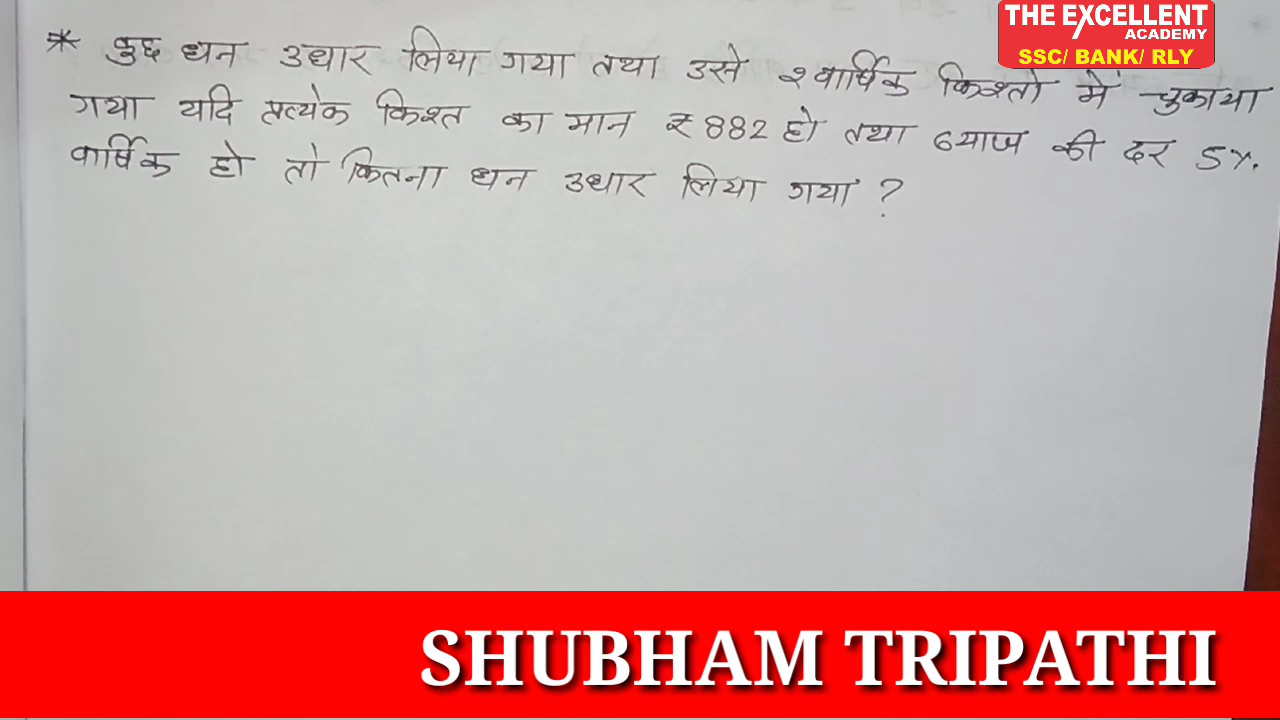 THE EXCELLENT
ACADEMY
SSC/ BANK/ RLY
* कुछ धन उधार लिया गया तथा उसे २ वार्षिक किश्तो में चुकाया
गया यदि प्रत्येक किश्त का मान ₹882 हो तथा ब्याज की दर 5%.
वार्षिक हो तो कितना धन उधार लिया गया ?
SHUBHAM TRIPATHI